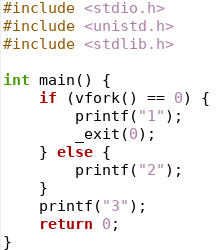 #include <stdio.h>
#include <unistd.h>
#include <stdlib.h>

int main() {
    if (vfork() == 0) {
        printf("1");
        _exit(0);
    } else {
        printf("2");
    }
    printf("3");
    return 0;
}